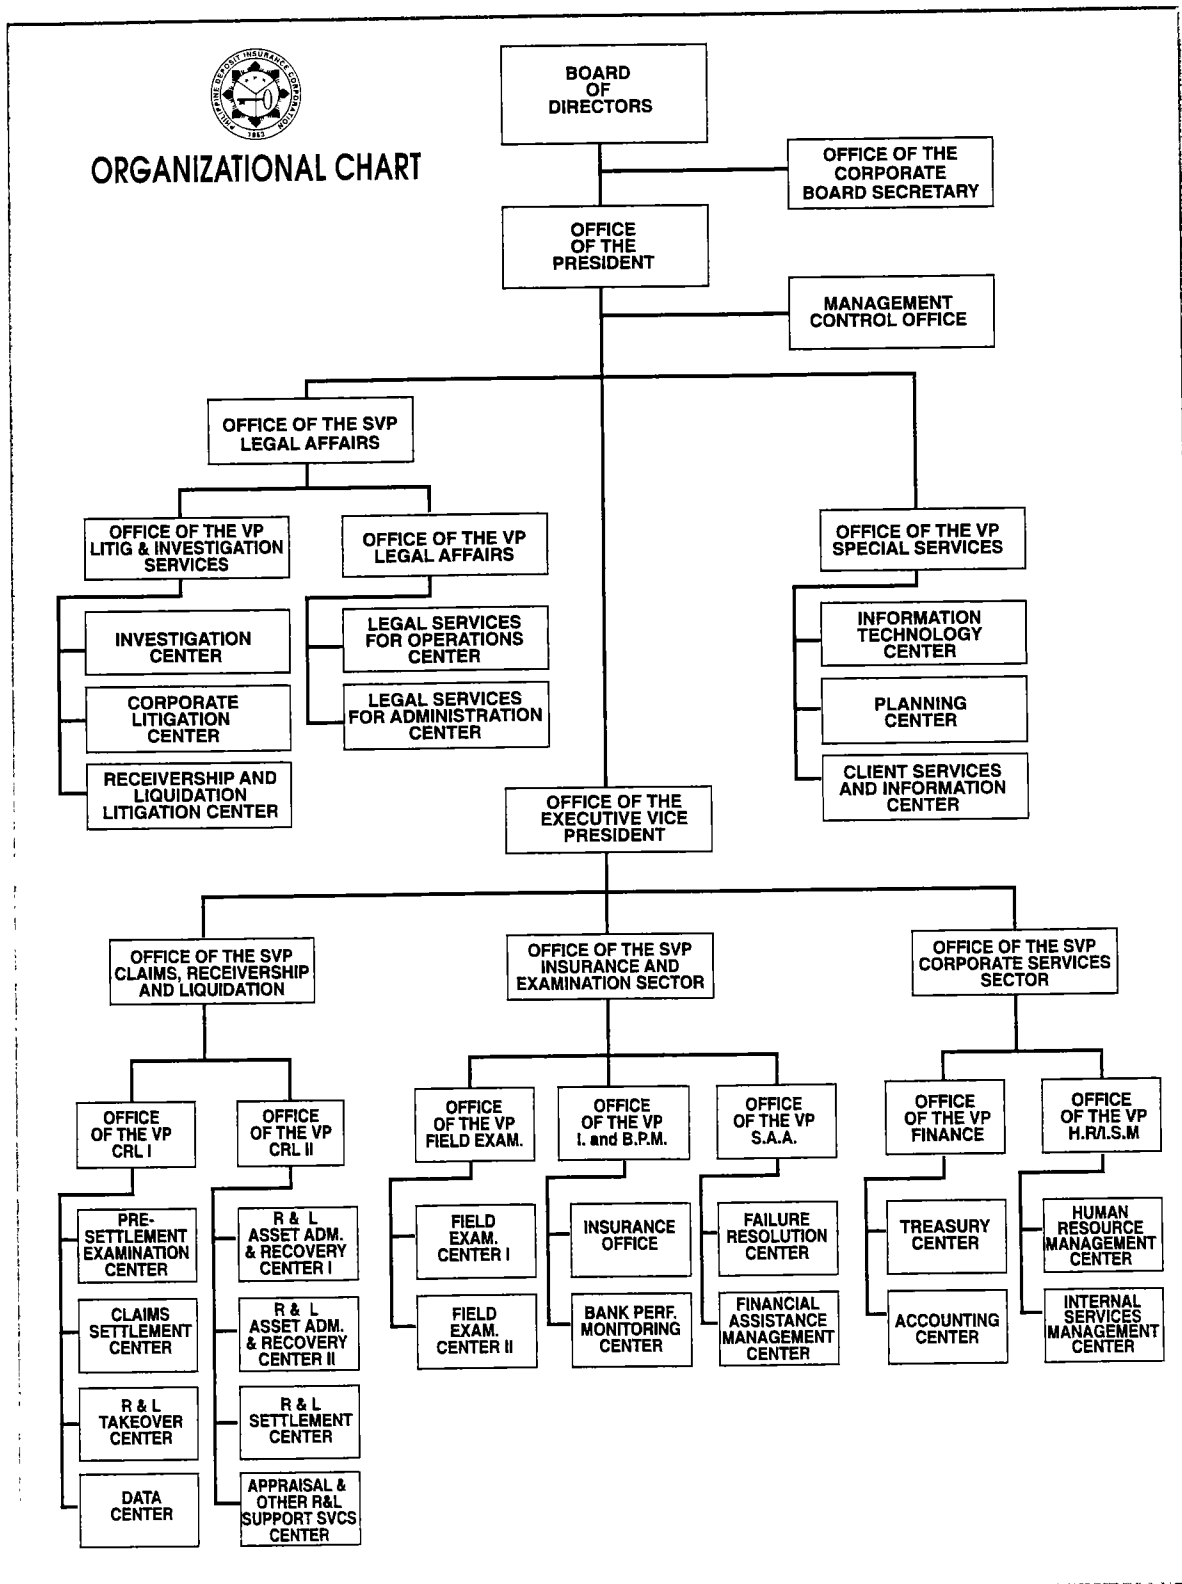 PHILIPPINE DEPOSIT INSURANCE CORPORATION
1963
ORGANIZATIONAL CHART
BOARD
OF
DIRECTORS
OFFICE OF THE
CORPORATE
BOARD SECRETARY
OFFICE
OF THE
PRESIDENT
MANAGEMENT
CONTROL OFFICE
OFFICE OF THE SVP
LEGAL AFFAIRS
OFFICE OF THE VP
LITIG & INVESTIGATION
SERVICES
OFFICE OF THE VP
LEGAL AFFAIRS
OFFICE OF THE VP
SPECIAL SERVICES
INVESTIGATION
CENTER
CORPORATE
LITIGATION
CENTER
RECEIVERSHIP AND
LIQUIDATION
LITIGATION CENTER
LEGAL SERVICES
FOR OPERATIONS
CENTER
LEGAL SERVICES
FOR ADMINISTRATION
CENTER
INFORMATION
TECHNOLOGY
CENTER
PLANNING
CENTER
CLIENT SERVICES
AND INFORMATION
CENTER
OFFICE OF THE
EXECUTIVE VICE
PRESIDENT
OFFICE OF THE SVP
CLAIMS, RECEIVERSHIP
AND LIQUIDATION
OFFICE OF THE SVP
INSURANCE AND
EXAMINATION SECTOR
OFFICE OF THE SVP
CORPORATE SERVICES
SECTOR
OFFICE
OF THE VP
CRL I
OFFICE
OF THE VP
CRL II
OFFICE
OF THE VP
FIELD EXAM.
OFFICE
OF THE VP
I. and B.P.M.
OFFICE
OF THE VP
S.A.A.
OFFICE
OF THE VP
FINANCE
OFFICE
OF THE VP
H.R/I.S.M
PRE-
SETTLEMENT
EXAMINATION
CENTER
CLAIMS
SETTLEMENT
CENTER
R & L
TAKEOVER
CENTER
DATA
CENTER
R & L
ASSET ADM.
& RECOVERY
CENTER I
R & L
ASSET ADM.
& RECOVERY
CENTER II
R & L
SETTLEMENT
CENTER
APPRAISAL &
OTHER R&L
SUPPORT SVCS
CENTER
FIELD
EXAM.
CENTER I
FIELD
EXAM.
CENTER II
INSURANCE
OFFICE
BANK PERF.
MONITORING
CENTER
FAILURE
RESOLUTION
CENTER
FINANCIAL
ASSISTANCE
MANAGEMENT
CENTER
TREASURY
CENTER
ACCOUNTING
CENTER
HUMAN
RESOURCE
MANAGEMENT
CENTER
INTERNAL
SERVICES
MANAGEMENT
CENTER